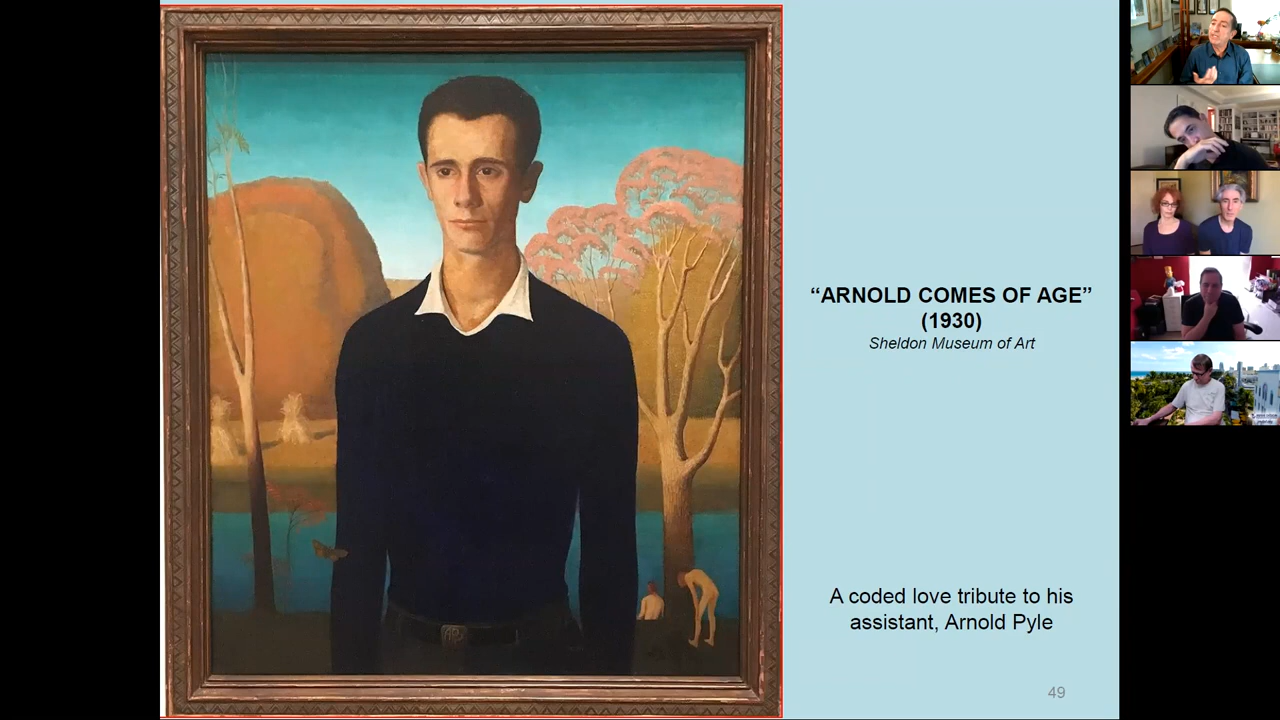 “ARNOLD COMES OF AGE”
(1930)
Sheldon Museum of Art
A coded love tribute to his
assistant, Arnold Pyle
49